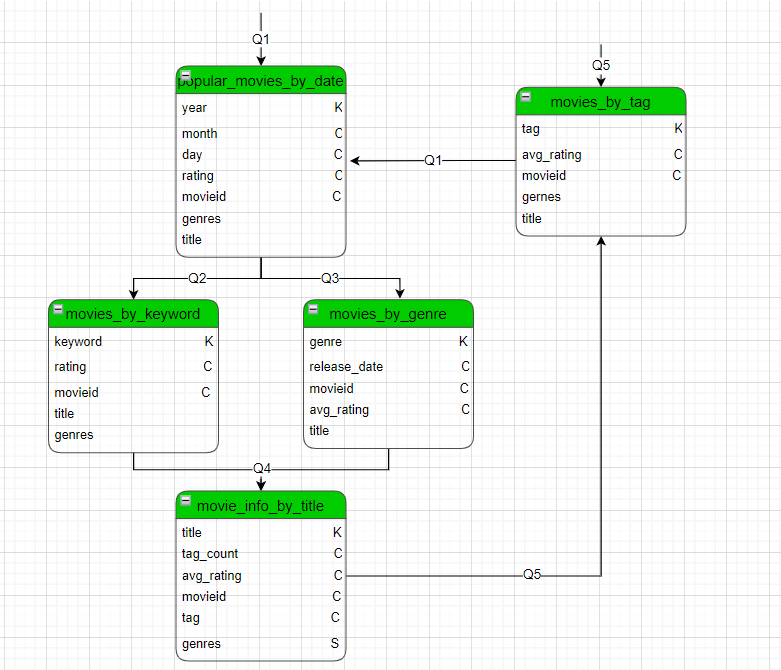 Q1
popular_movies_by_date
year K
month C
day C
rating C
movieid C
genres
title
Q5
movies_by_tag
tag K
avg_rating C
movieid C
gernes
title
Q1
Q2
Q3
movies_by_keyword
keyword K
rating C
movieid C
title
genres
movies_by_genre
genre K
release_date C
movieid C
avg_rating C
title
Q4
movie_info_by_title
title K
tag_count C
avg_rating C
movieid C
tag C
genres S
Q5